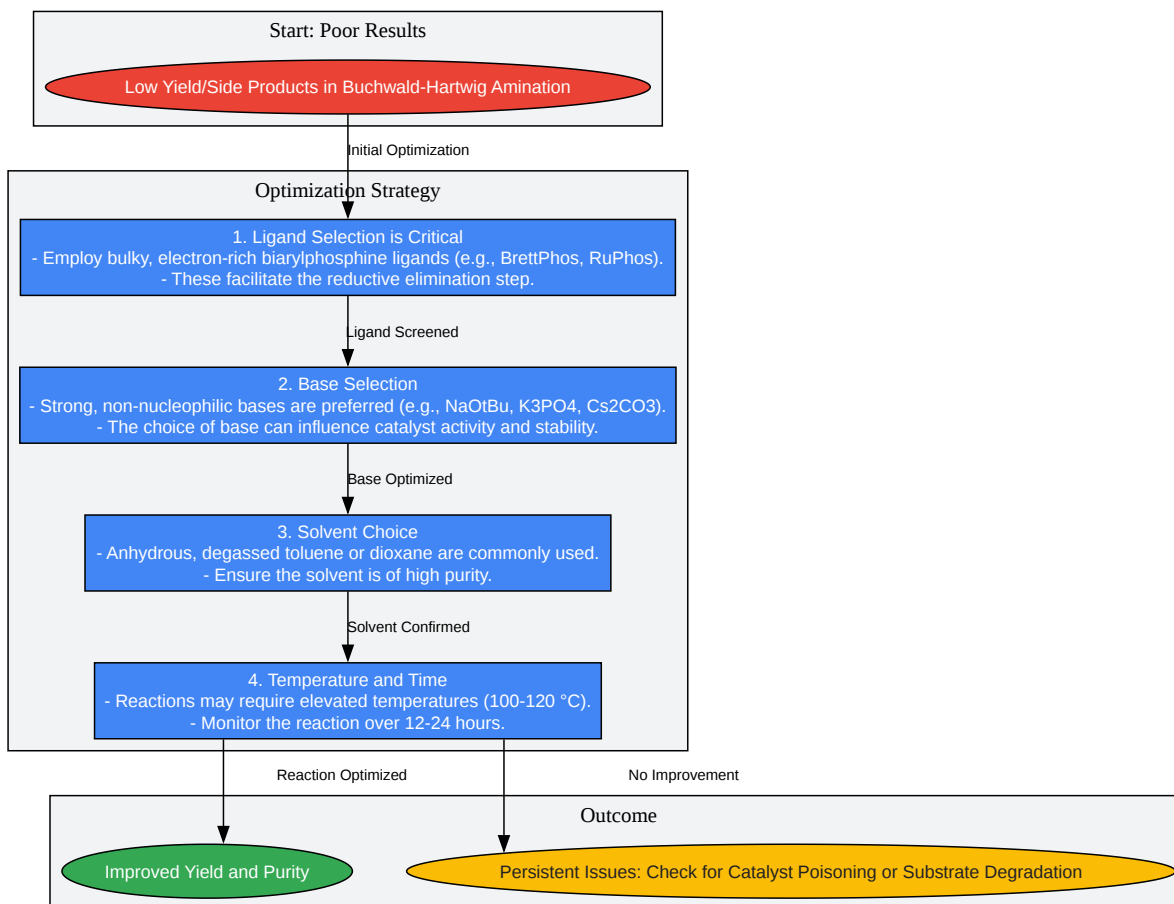 Start: Poor Results
Low Yield/Side Products in Buchwald-Hartwig Amination
Initial Optimization
Optimization Strategy
1. Ligand Selection is Critical
- Employ bulky, electron-rich biarylphosphine ligands (e.g., BrettPhos, RuPhos).
- These facilitate the reductive elimination step.
Ligand Screened
2. Base Selection
- Strong, non-nucleophilic bases are preferred (e.g., NaOtBu, K3PO4, Cs2CO3).
- The choice of base can influence catalyst activity and stability.
Base Optimized
3. Solvent Choice
- Anhydrous, degassed toluene or dioxane are commonly used.
- Ensure the solvent is of high purity.
Solvent Confirmed
4. Temperature and Time
- Reactions may require elevated temperatures (100-120 °C).
- Monitor the reaction over 12-24 hours.
Reaction Optimized
No Improvement
Outcome
Improved Yield and Purity
Persistent Issues: Check for Catalyst Poisoning or Substrate Degradation